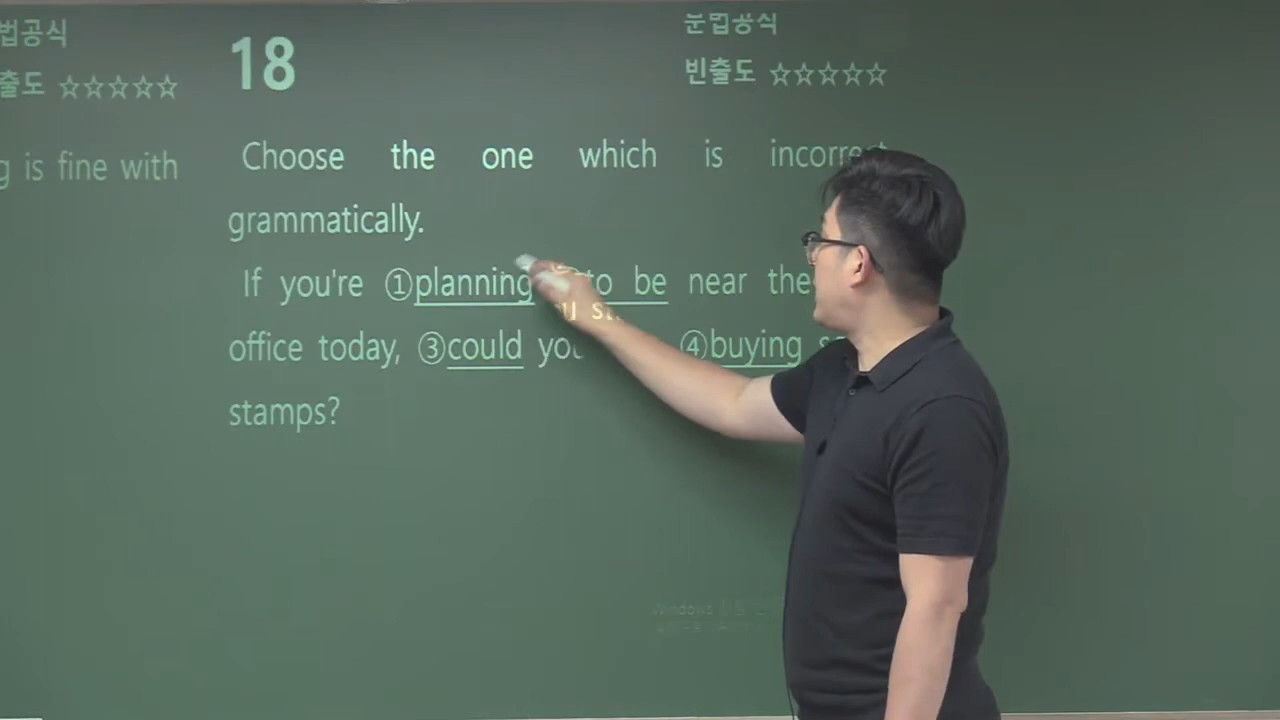 법공식
출도 ☆☆☆☆☆
g is fine with
18
문법공식
빈출도 ☆☆☆☆☆
Choose the one which is incorrect
grammatically.
If you're ①planning to be near the
office today, ③could you ④buying
stamps?